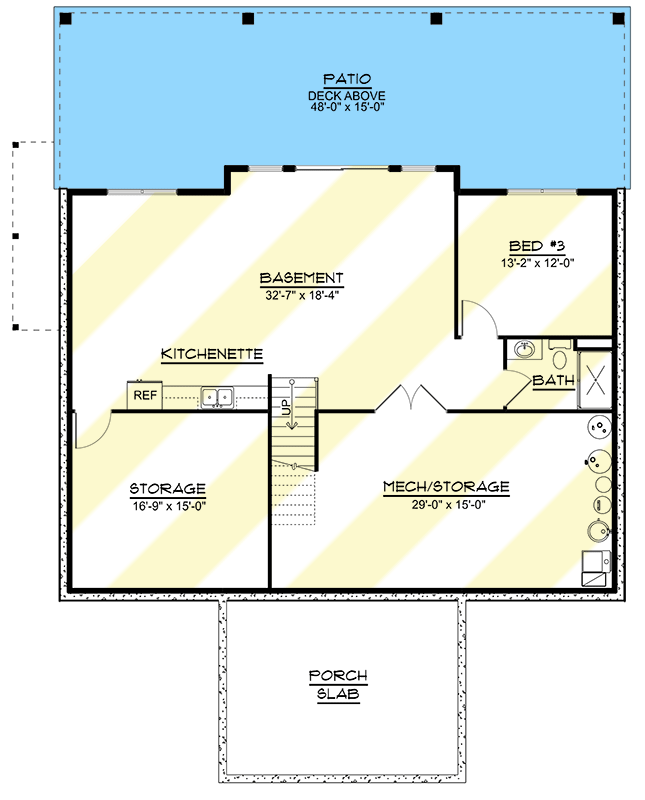 PATIO
DECK ABOVE
48'-0" x 15'-0"
BED #3
13'-2" x 12'-0"
BASEMENT
32'-7" x 18'-4"
KITCHENETTE
BATH
REF
UP
STORAGE
16'-9" x 15'-0"
MECH/STORAGE
29'-0" x 15'-0"
PORCH
SLAB